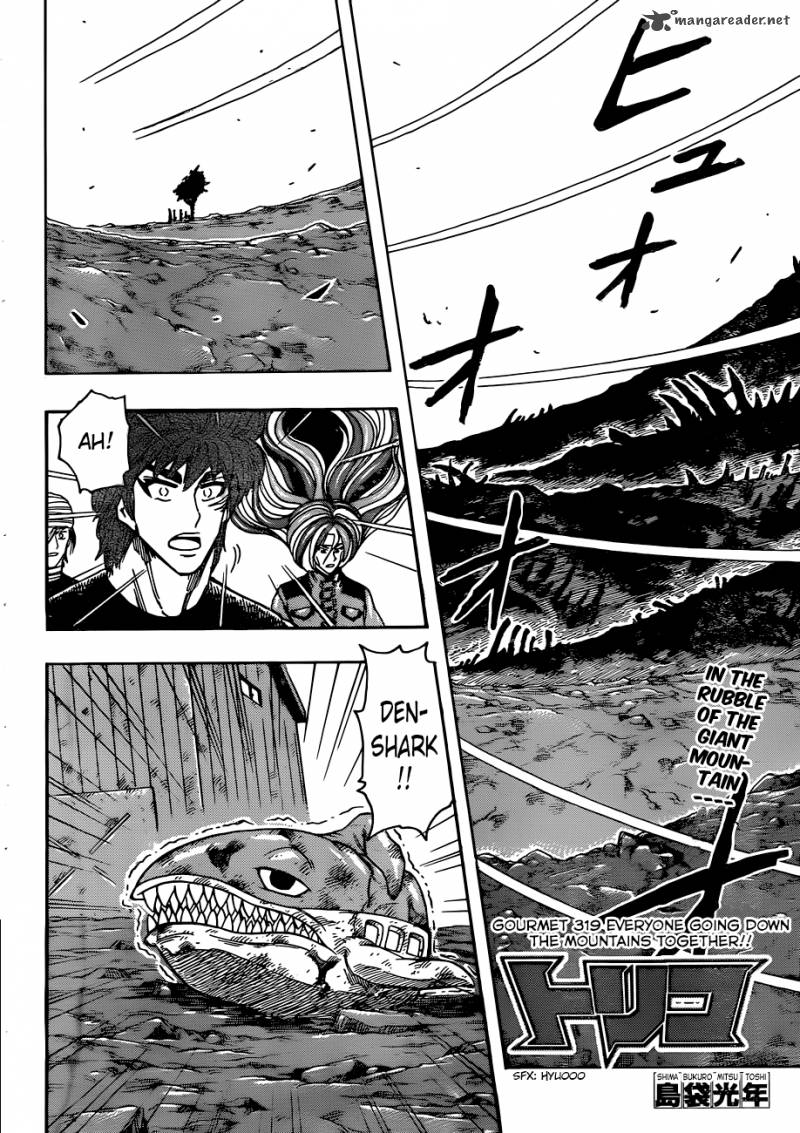 mangareader.net
ヒュオオオオ
IN THE
RUBBLE
OF THE
GIANT
MOUN-
TAIN
----
GOURMET 319 EVERYONE GOING DOWN
THE MOUNTAINS TOGETHER!!
トリコ
SFX: HYUOOO
SHIMA BUKURO MITSU TOSHI
島袋光年
AH!
DEN-
SHARK
!!